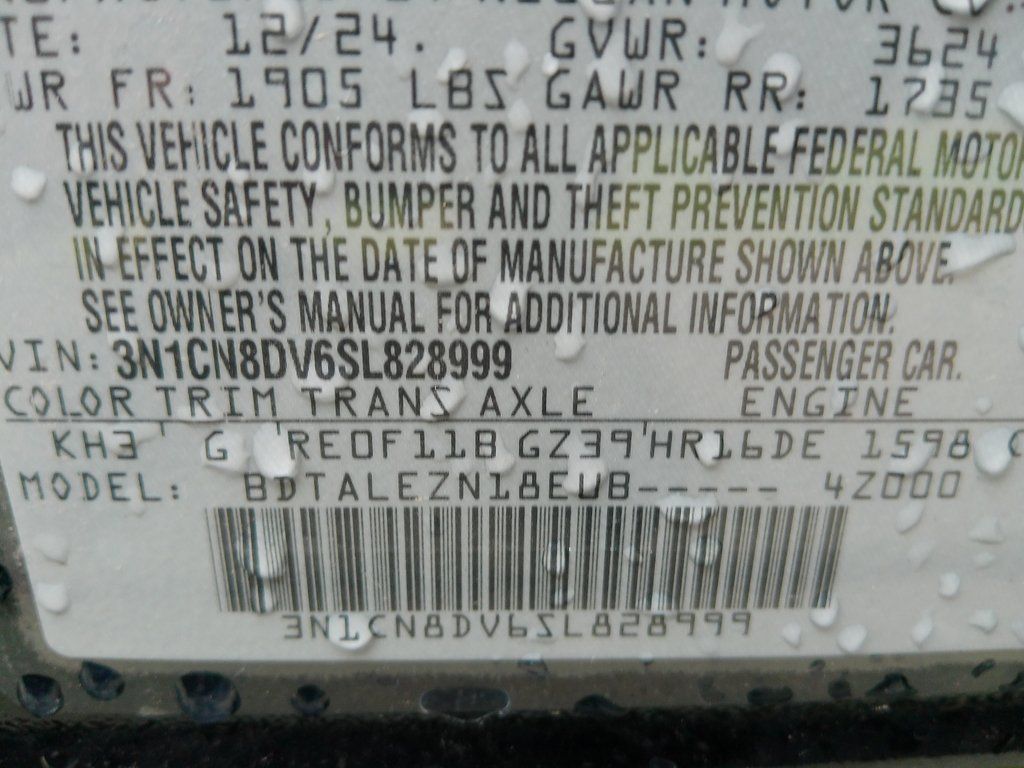 TE: 12/24. GVWR: 3624
WR FR: 1905 LBS GAWR RR: 1735
THIS VEHICLE CONFORMS TO ALL APPLICABLE FEDERAL MOTOR
VEHICLE SAFETY, BUMPER AND THEFT PREVENTION STANDARD
IN EFFECT ON THE DATE OF MANUFACTURE SHOWN ABOVE.
SEE OWNER'S MANUAL FOR ADDITIONAL INFORMATION.
VIN: 3N1CN8DV6SL828999 PASSENGER CAR.
COLOR TRIM TRANS AXLE ENGINE
KH3 ' G ' RE0F11B GZ39 ' HR16DE 1598 C
MODEL: BDTALEZN18EUB----- 4Z000
3N1CN8DV6SL828999